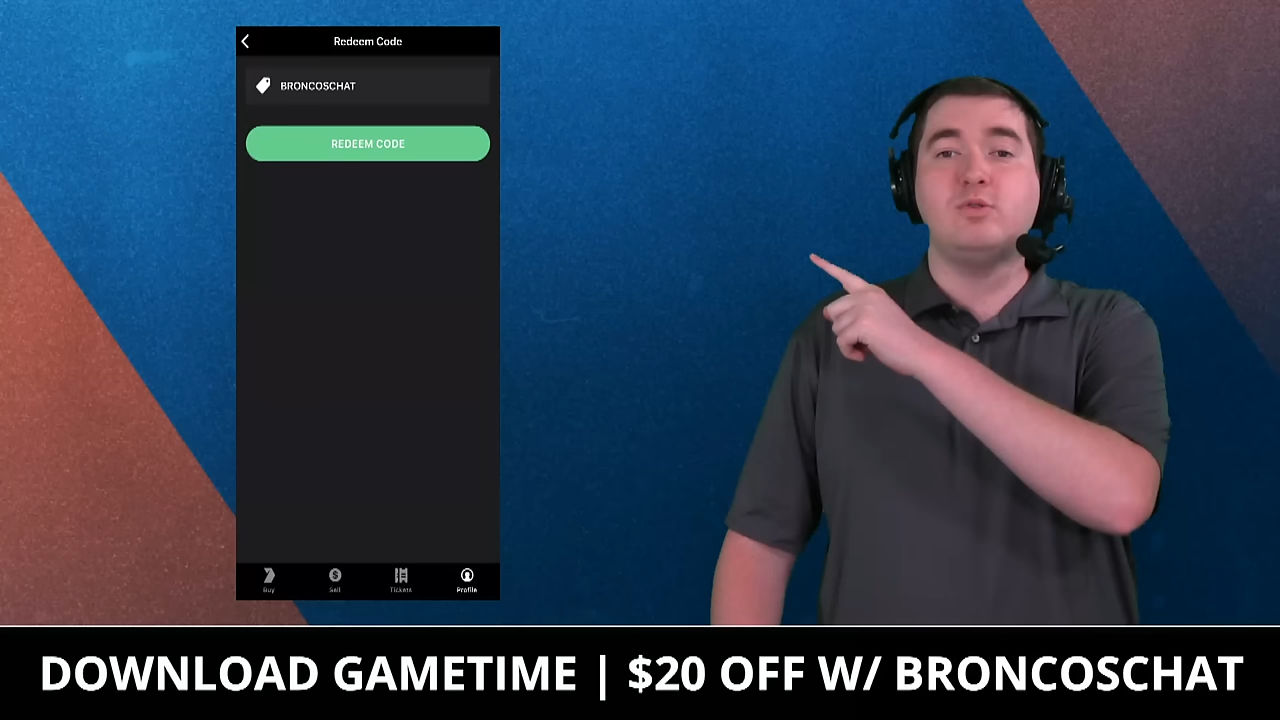 Redeem Code
BRONCOSCHAT
REDEEM CODE
Buy
Sell
Tickets
Profile
DOWNLOAD GAMETIME | $20 OFF W/ BRONCOSCHAT